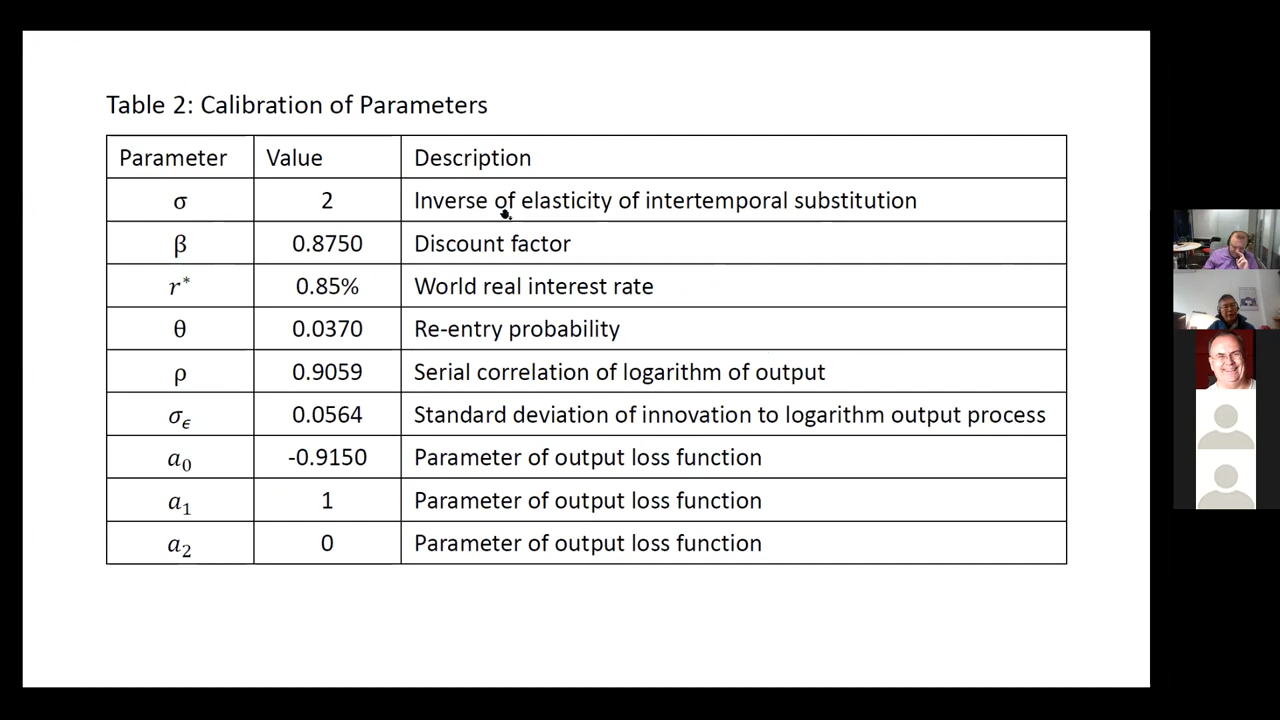 Table 2: Calibration of Parameters
Parameter Value Description
σ 2 Inverse of elasticity of intertemporal substitution
β 0.8750 Discount factor
r* 0.85% World real interest rate
θ 0.0370 Re-entry probability
ρ 0.9059 Serial correlation of logarithm of output
σ_ϵ 0.0564 Standard deviation of innovation to logarithm output process
a_0 -0.9150 Parameter of output loss function
a_1 1 Parameter of output loss function
a_2 0 Parameter of output loss function